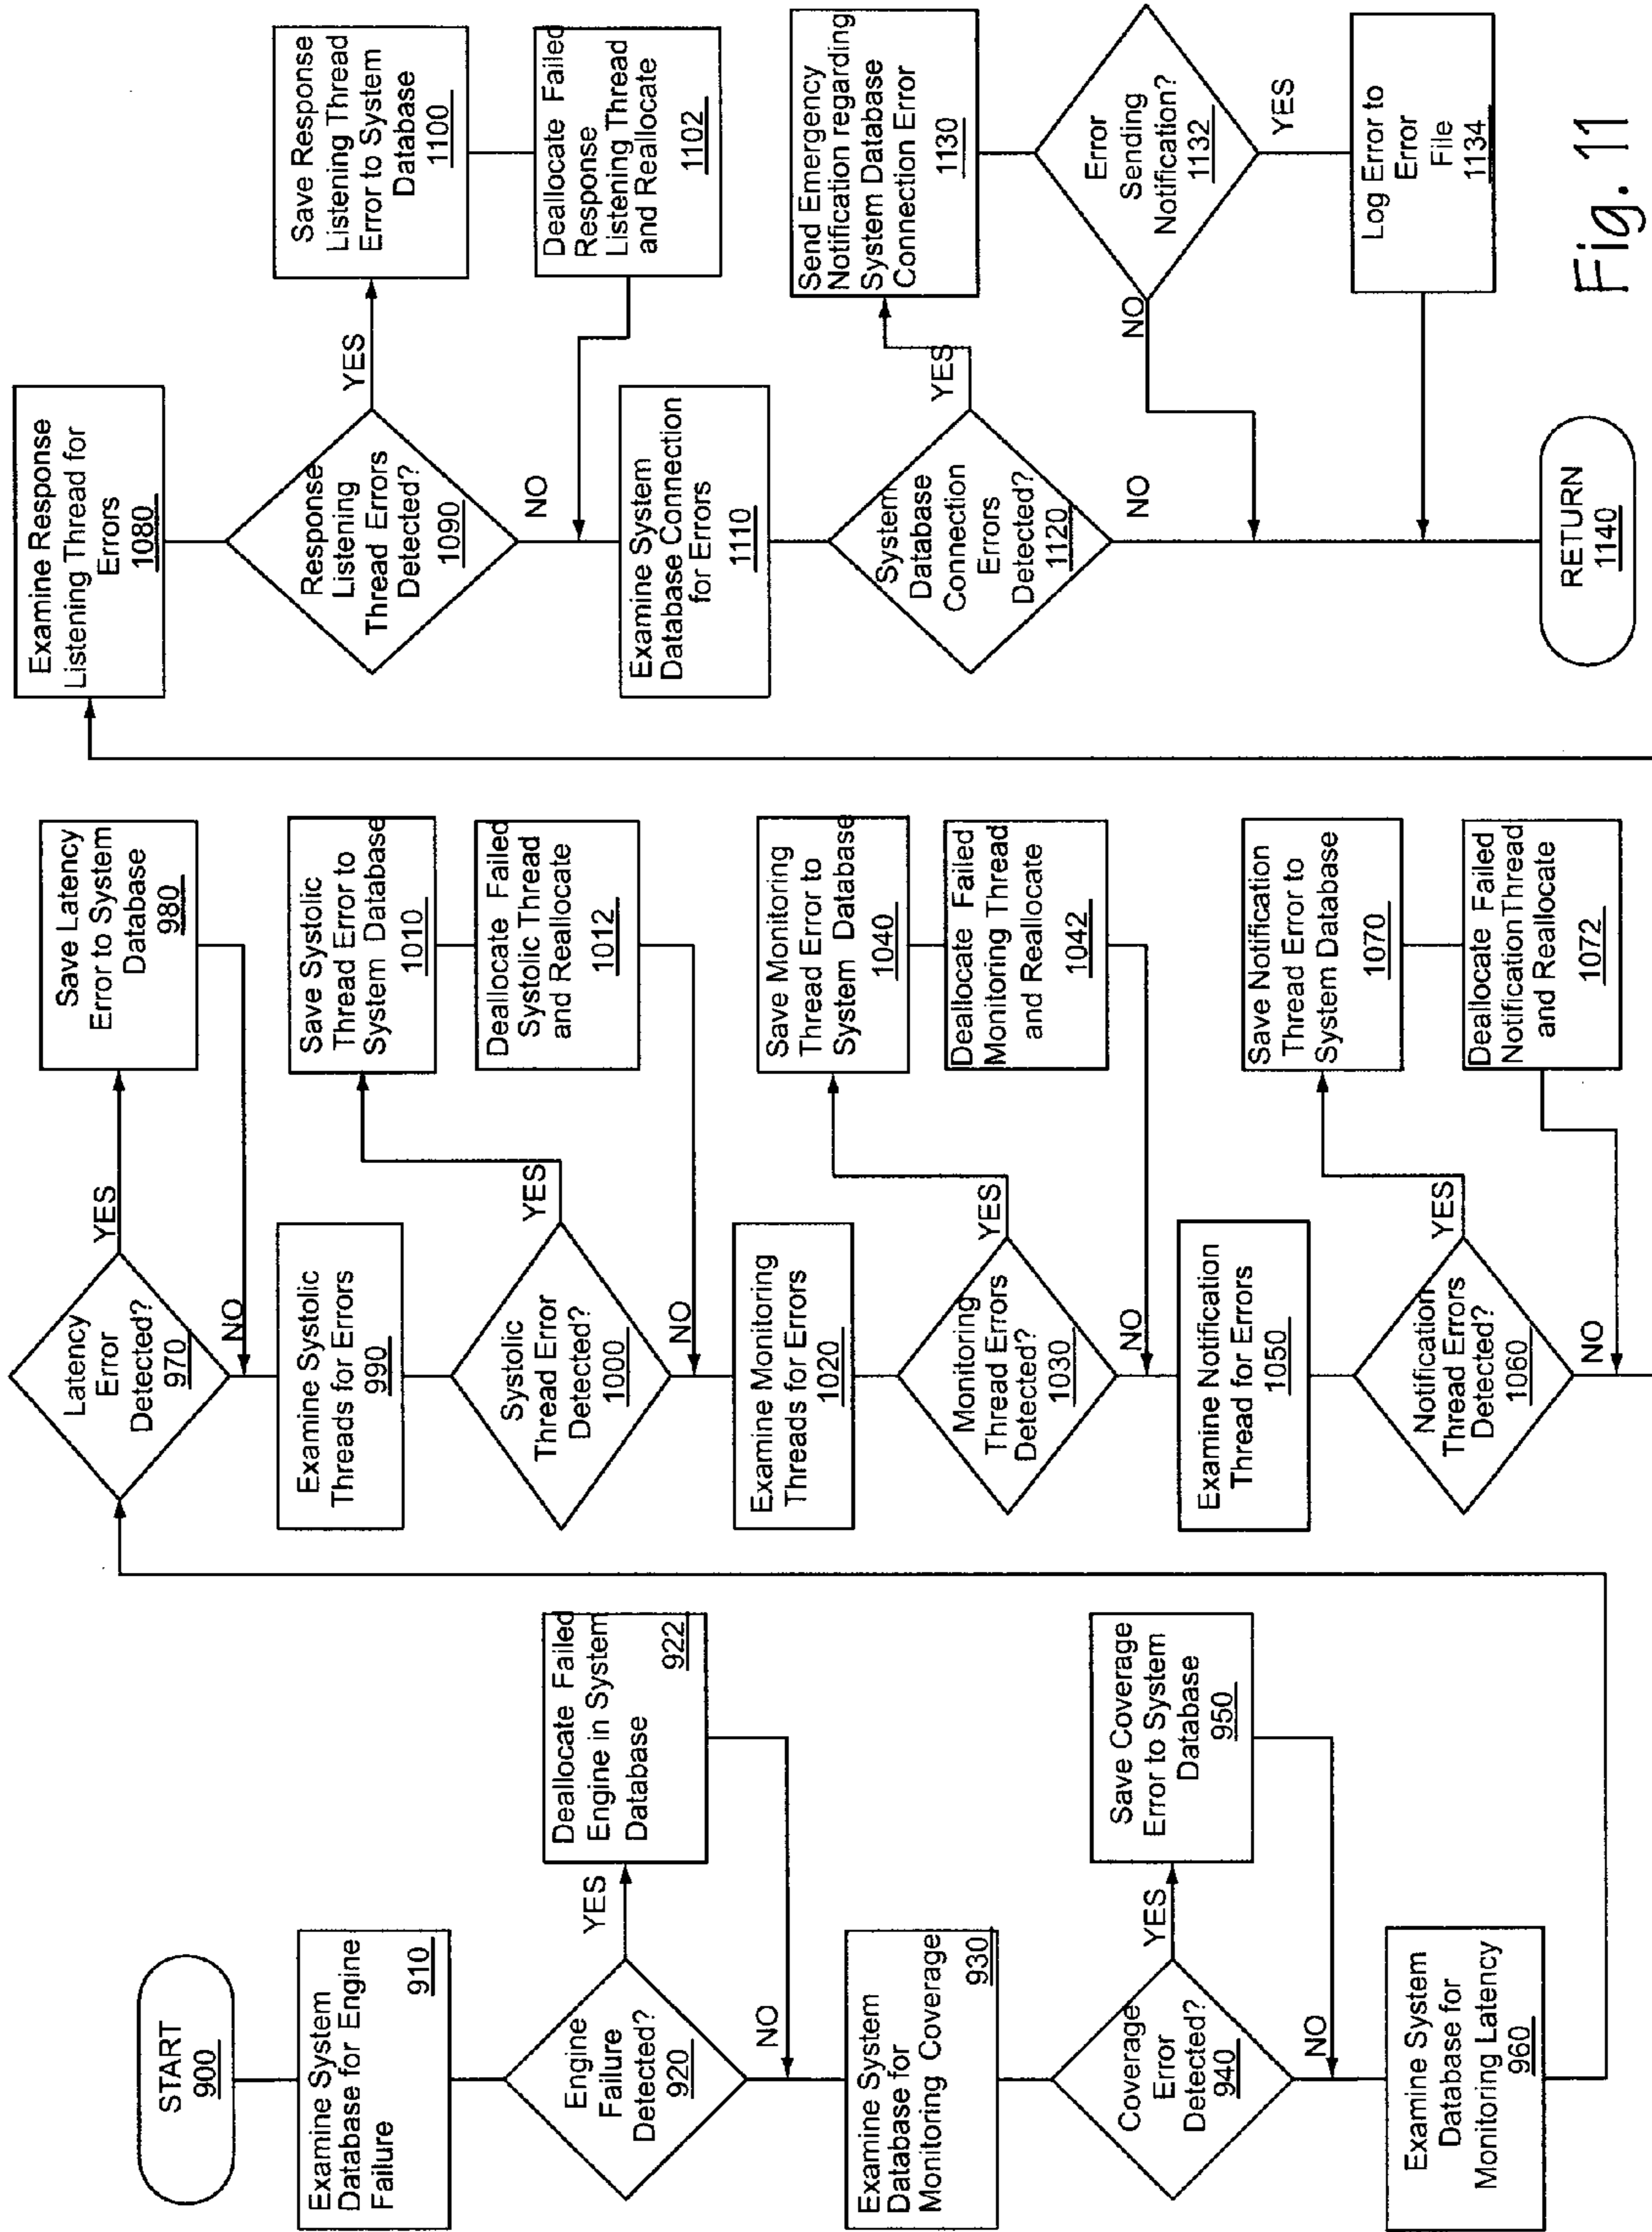 START
900
Examine System
Database for Engine
Failure
910
Engine
Failure
Detected?
920
YES
Deallocate Failed
Engine in System
Database
922
NO
Examine System
Database for
Monitoring Coverage
930
Coverage
Error
Detected?
940
YES
Save Coverage
Error to System
Database
950
NO
Examine System
Database for
Monitoring Latency
960
Latency
Error
Detected?
970
YES
Save Latency
Error to System
Database
980
NO
Examine Systolic
Threads for Errors
990
Systolic
Thread Error
Detected?
1000
YES
Save Systolic
Thread Error to
System Database
1010
Deallocate Failed
Systolic Thread
and Reallocate
1012
NO
Examine Monitoring
Threads for Errors
1020
Monitoring
Thread Errors
Detected?
1030
YES
Save Monitoring
Thread Error to
System Database
1040
Deallocate Failed
Monitoring Thread
and Reallocate
1042
NO
Examine Notification
Thread for Errors
1050
Notification
Thread Errors
Detected?
1060
YES
Save Notification
Thread Error to
System Database
1070
Deallocate Failed
Notification Thread
and Reallocate
1072
NO
Examine Response
Listening Thread for
Errors
1080
Response
Listening
Thread Errors
Detected?
1090
YES
Save Response
Listening Thread
Error to System
Database
1100
Deallocate Failed
Response
Listening Thread
and Reallocate
1102
NO
Examine System
Database Connection
for Errors
1110
System
Database
Connection
Errors
Detected?
1120
YES
Send Emergency
Notification regarding
System Database
Connection Error
1130
Error
Sending
Notification?
1132
NO
YES
Log Error to
Error
File
1134
NO
RETURN
1140
Fig. 11